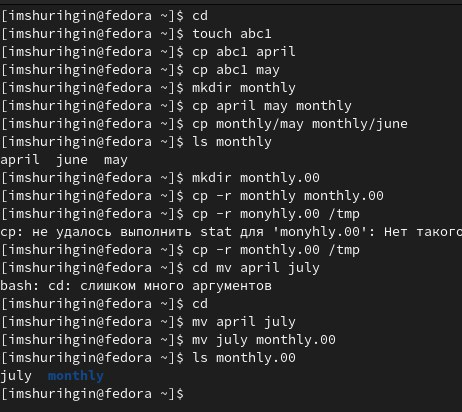 [imshurihgin@fedora ~]$ cd
[imshurihgin@fedora ~]$ touch abc1
[imshurihgin@fedora ~]$ cp abc1 april
[imshurihgin@fedora ~]$ cp abc1 may
[imshurihgin@fedora ~]$ mkdir monthly
[imshurihgin@fedora ~]$ cp april may monthly
[imshurihgin@fedora ~]$ cp monthly/may monthly/june
[imshurihgin@fedora ~]$ ls monthly
april  june  may
[imshurihgin@fedora ~]$ mkdir monthly.00
[imshurihgin@fedora ~]$ cp -r monthly monthly.00
[imshurihgin@fedora ~]$ cp -r monyhly.00 /tmp
cp: не удалось выполнить stat для 'monyhly.00': Нет такого
[imshurihgin@fedora ~]$ cp -r monthly.00 /tmp
[imshurihgin@fedora ~]$ cd mv april july
bash: cd: слишком много аргументов
[imshurihgin@fedora ~]$ cd
[imshurihgin@fedora ~]$ mv april july
[imshurihgin@fedora ~]$ mv july monthly.00
[imshurihgin@fedora ~]$ ls monthly.00
july  monthly
[imshurihgin@fedora ~]$